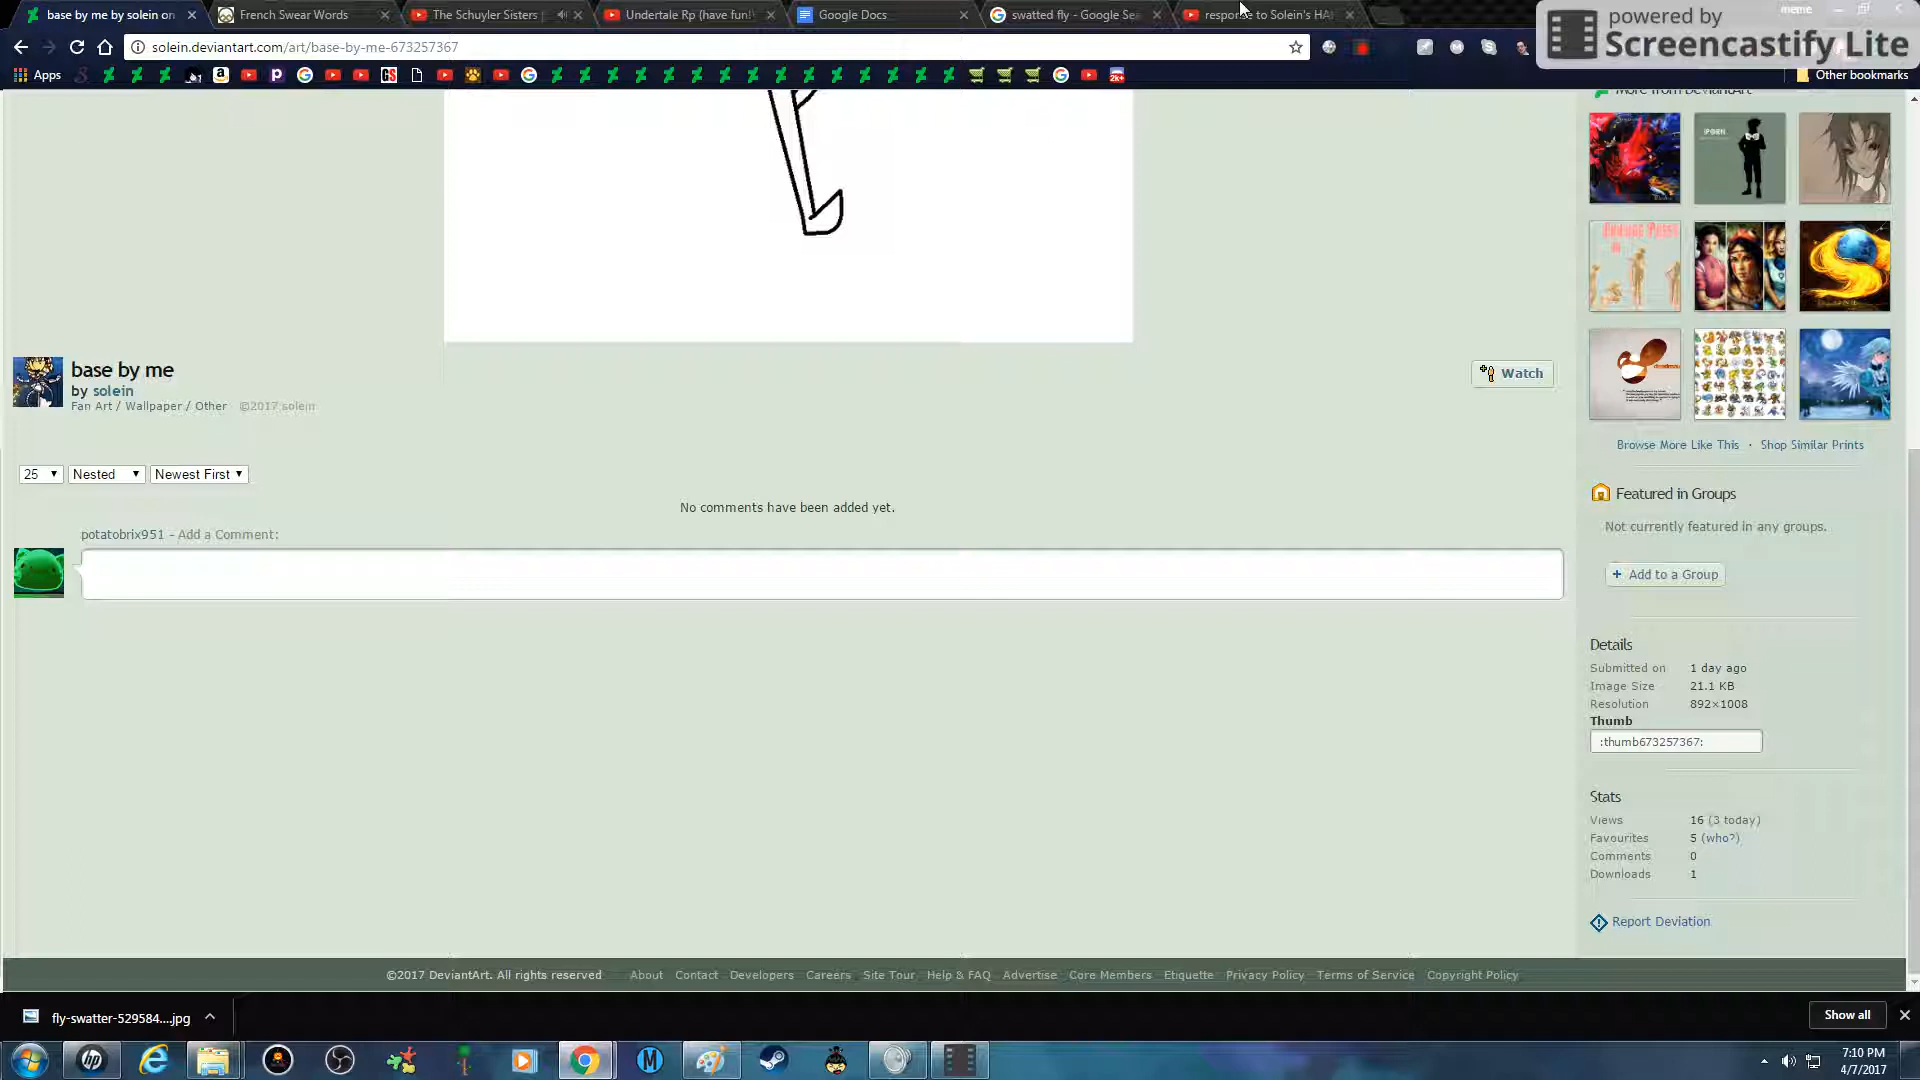 base by me by solein on
French Swear Words
The Schuyler Sisters
Undertale Rp (have fun!
Google Docs
swatted fly - Google Se
response to Solein's HA
meme
powered by
Screencastify Lite
solein.deviantart.com/art/base-by-me-673257367
Apps
Other bookmarks
More from DeviantArt
base by me
by solein
Fan Art / Wallpaper / Other ©2017 solein
Watch
Browse More Like This · Shop Similar Prints
25
Nested
Newest First
No comments have been added yet.
potatobrix951 - Add a Comment:
Featured in Groups
Not currently featured in any groups.
+ Add to a Group
Details
Submitted on 1 day ago
Image Size 21.1 KB
Resolution 892×1008
Thumb
:thumb673257367:
Stats
Views 16 (3 today)
Favourites 5 (who?)
Comments 0
Downloads 1
Report Deviation
©2017 DeviantArt. All rights reserved About Contact Developers Careers Site Tour Help & FAQ Advertise Core Members Etiquette Privacy Policy Terms of Service Copyright Policy
fly-swatter-529584....jpg
Show all
7:10 PM
4/7/2017